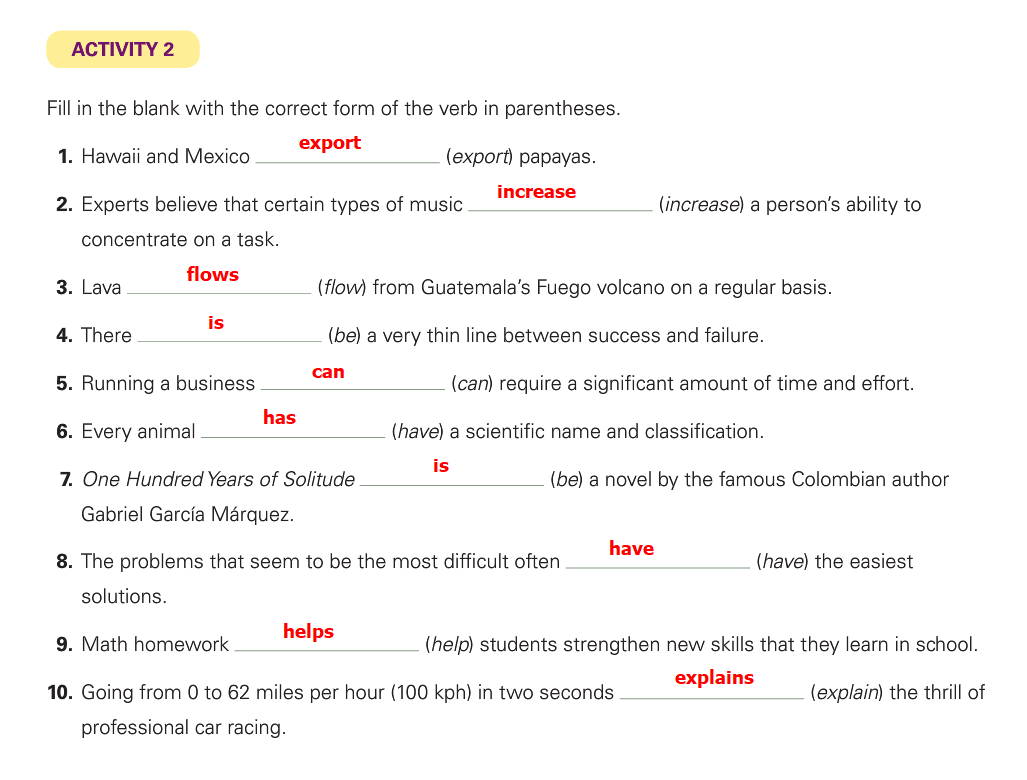 ACTIVITY 2
Fill in the blank with the correct form of the verb in parentheses.
1. Hawaii and Mexico export (export) papayas.
2. Experts believe that certain types of music increase (increase) a person's ability to
concentrate on a task.
3. Lava flows (flow) from Guatemala's Fuego volcano on a regular basis.
4. There is (be) a very thin line between success and failure.
5. Running a business can (can) require a significant amount of time and effort.
6. Every animal has (have) a scientific name and classification.
7. One Hundred Years of Solitude is (be) a novel by the famous Colombian author
Gabriel García Márquez.
8. The problems that seem to be the most difficult often have (have) the easiest
solutions.
9. Math homework helps (help) students strengthen new skills that they learn in school.
10. Going from 0 to 62 miles per hour (100 kph) in two seconds explains (explain) the thrill of
professional car racing.